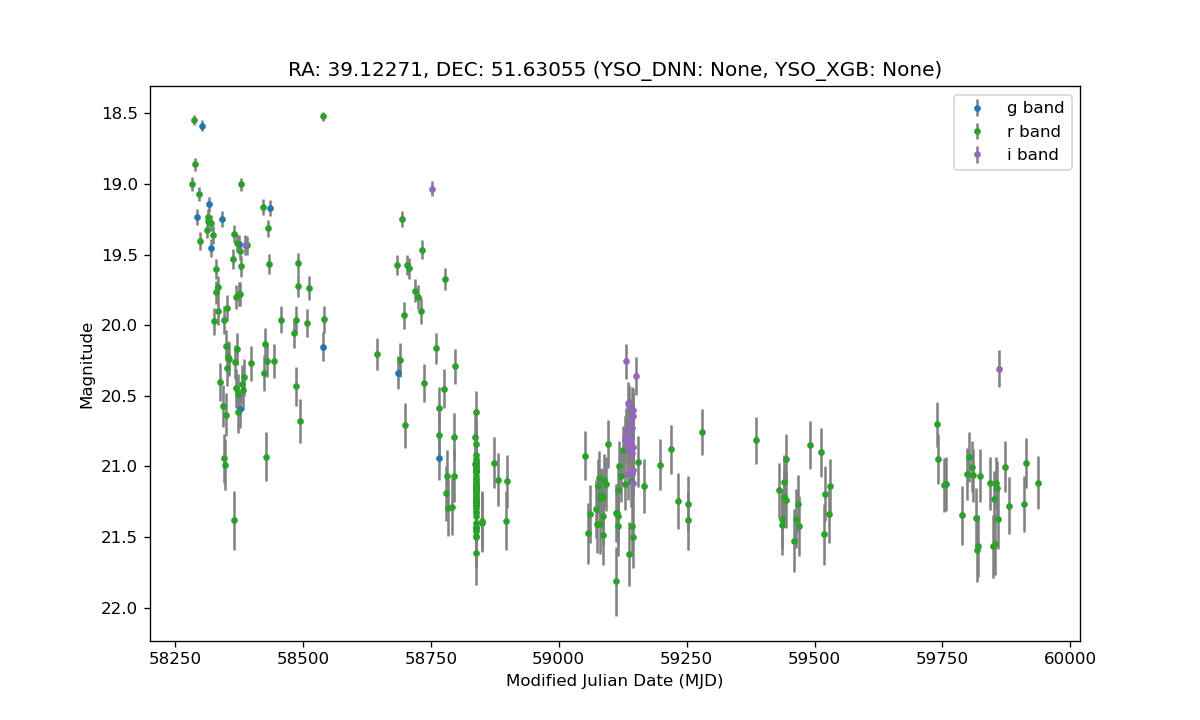 RA: 39.12271, DEC: 51.63055 (YSO_DNN: None, YSO_XGB: None)
g band
r band
i band
18.5
19.0
19.5
20.0
20.5
21.0
21.5
22.0
Magnitude
58250 58500 58750 59000 59250 59500 59750 60000
Modified Julian Date (MJD)